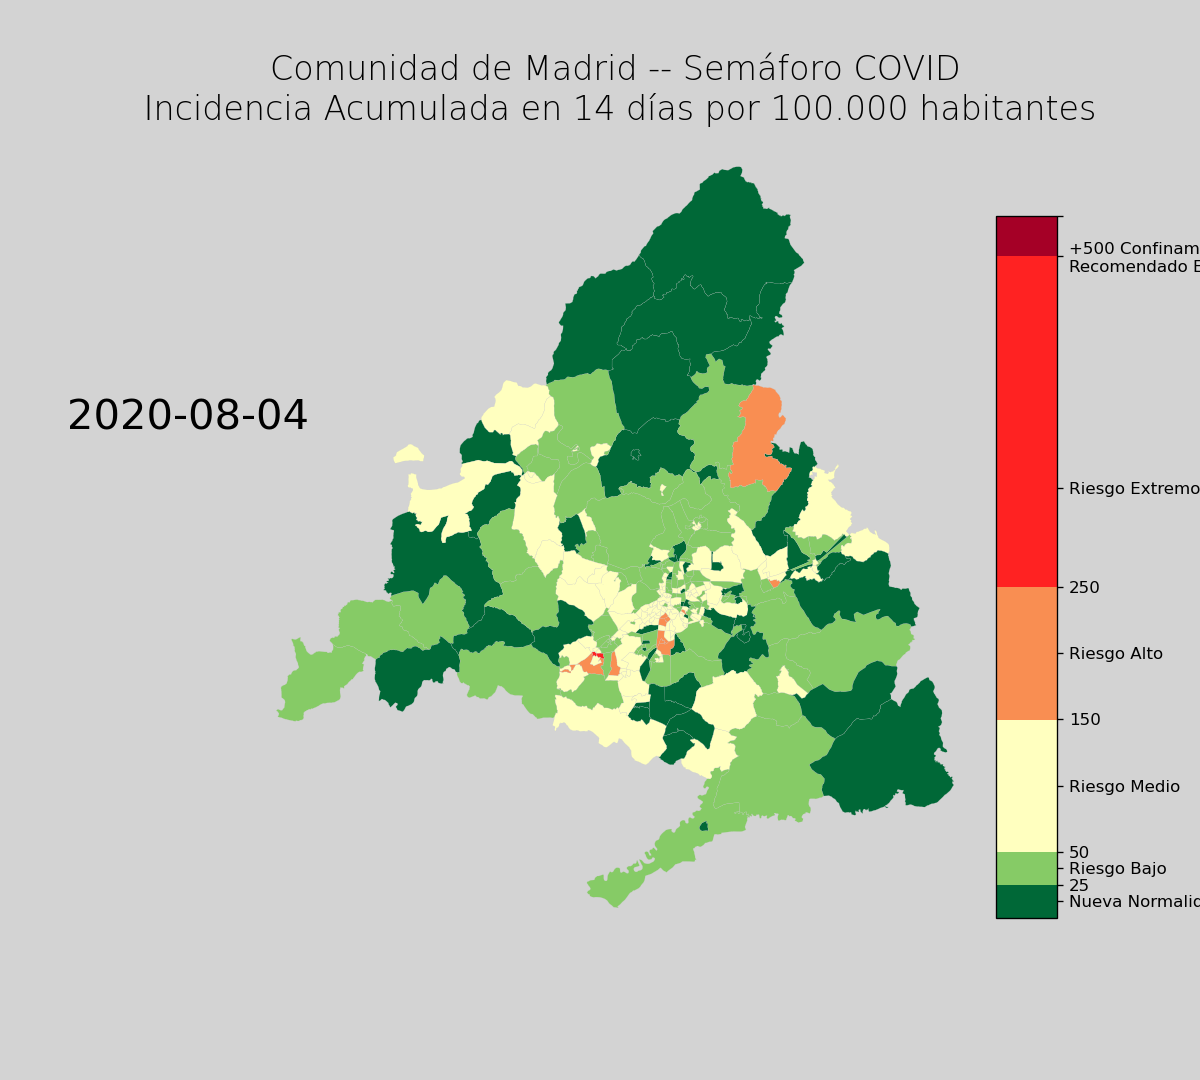 Comunidad de Madrid -- Semáforo COVID
Incidencia Acumulada en 14 días por 100.000 habitantes
2020-08-04
+500 Confinam
Recomendado E
Riesgo Extremo
250
Riesgo Alto
150
Riesgo Medio
50
Riesgo Bajo
25
Nueva Normalid